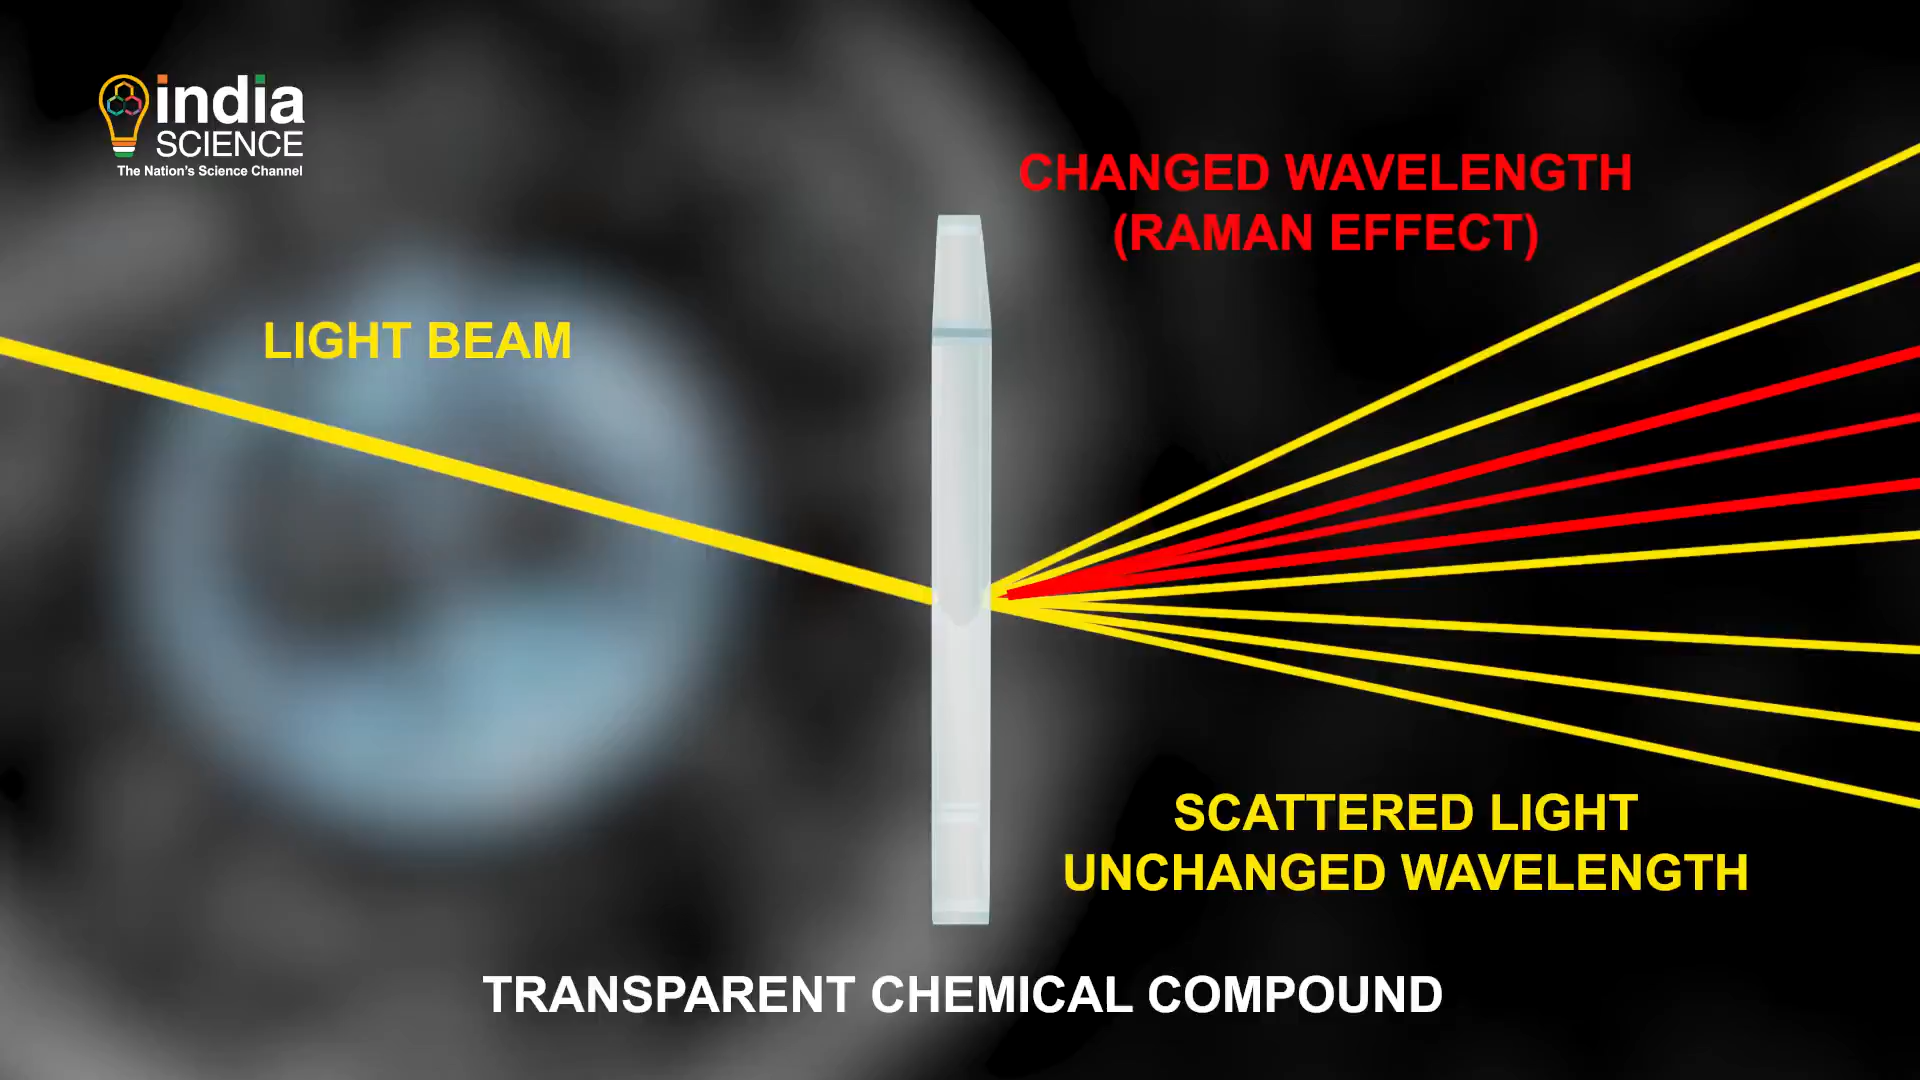 india
SCIENCE
The Nation's Science Channel
CHANGED WAVELENGTH
(RAMAN EFFECT)
LIGHT BEAM
SCATTERED LIGHT
UNCHANGED WAVELENGTH
TRANSPARENT CHEMICAL COMPOUND